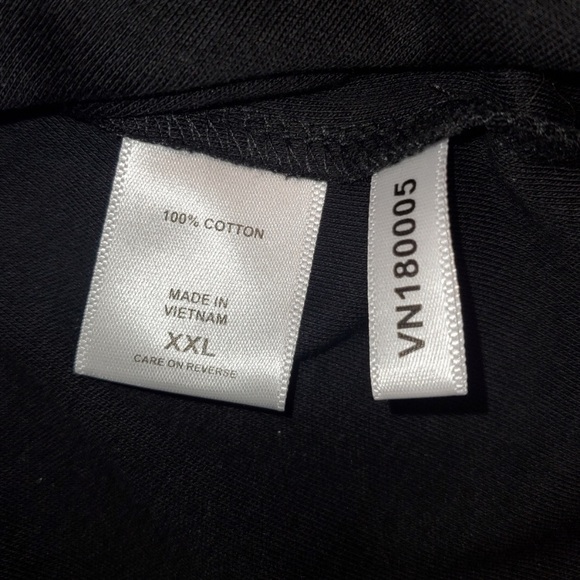 100% COTTON
MADE IN
VIETNAM
XXL
CARE ON REVERSE
VN180005